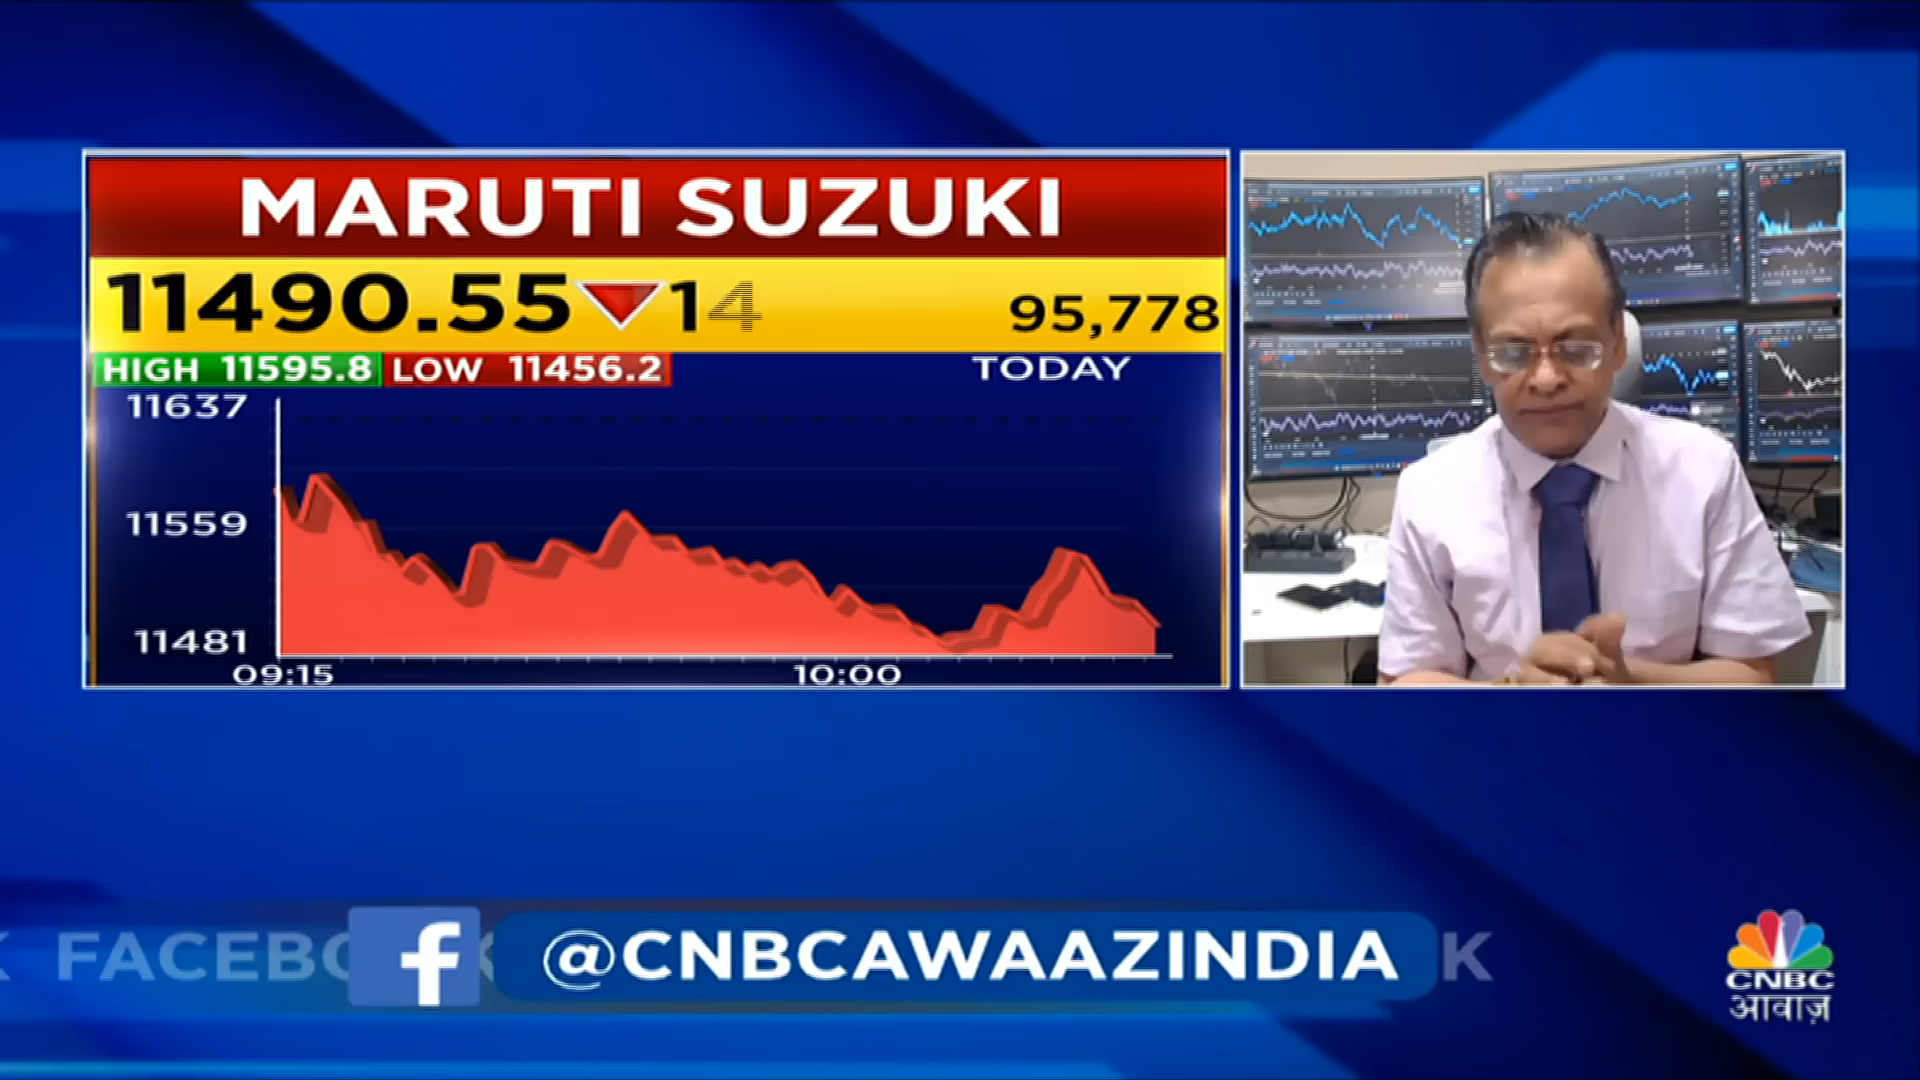 MARUTI SUZUKI
11490.55 14 95,778
HIGH 11595.8 LOW 11456.2 TODAY
11637
11559
11481
09:15 10:00
@CNBCAWAAZINDIA
CNBC
आवाज़